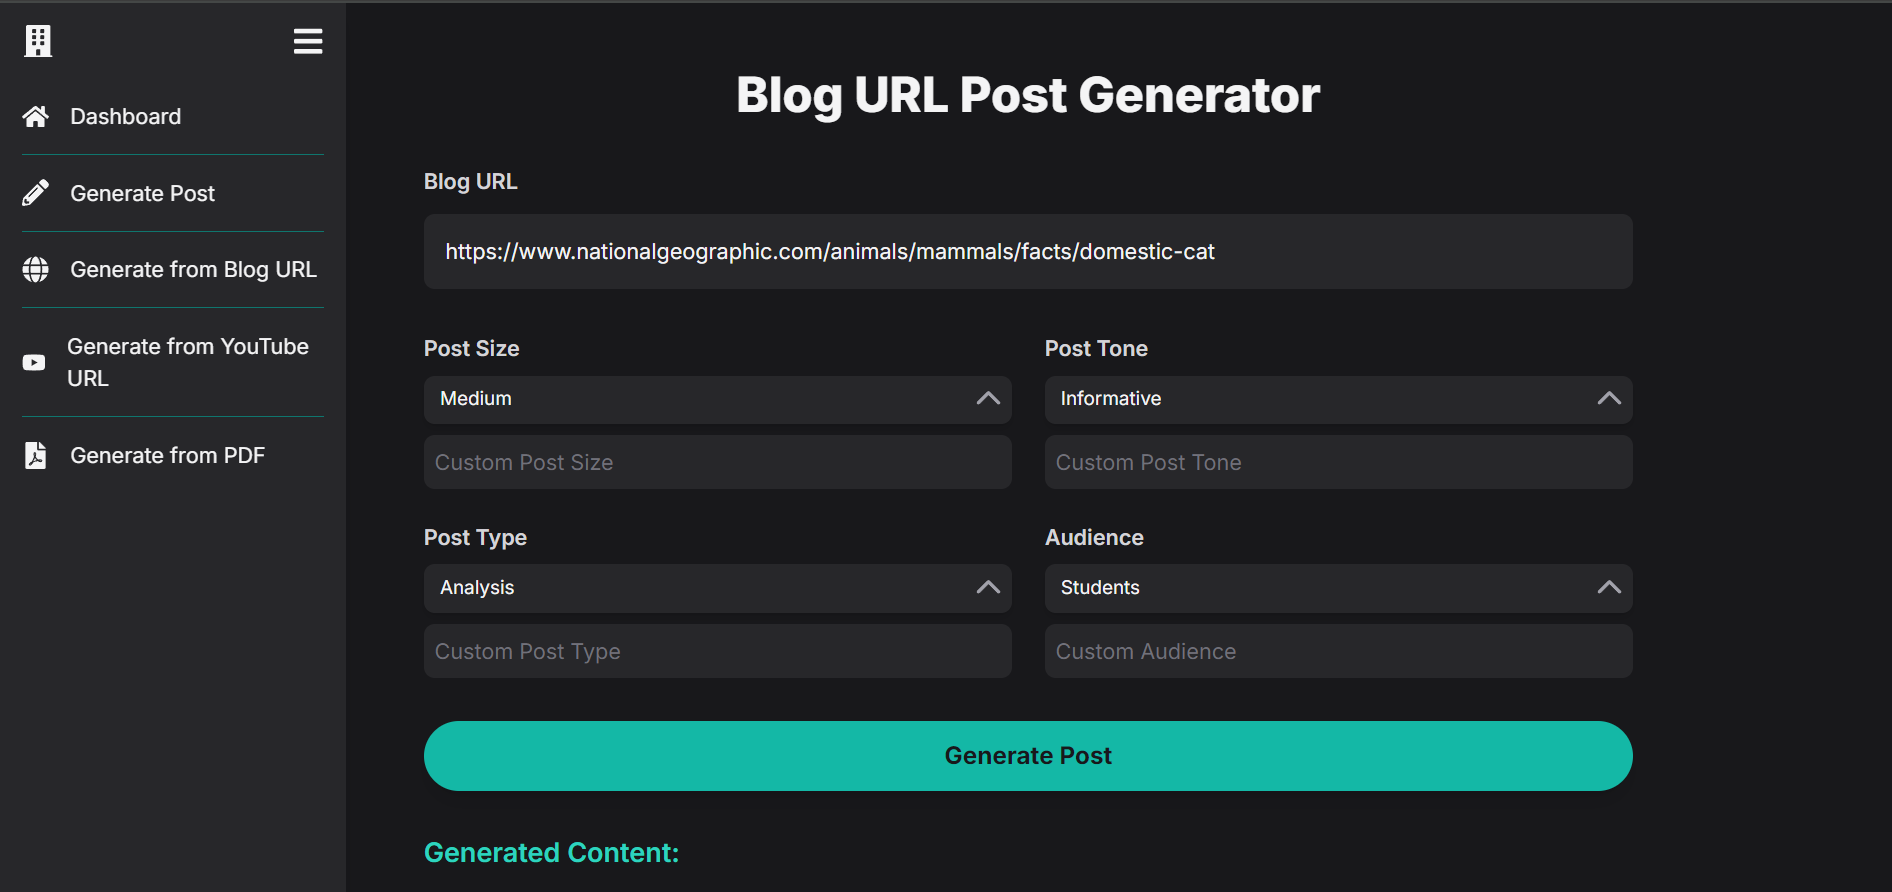 Dashboard
Generate Post
Generate from Blog URL
Generate from YouTube
URL
Generate from PDF
Blog URL Post Generator
Blog URL
https://www.nationalgeographic.com/animals/mammals/facts/domestic-cat
Post Size
Medium
Custom Post Size
Post Tone
Informative
Custom Post Tone
Post Type
Analysis
Custom Post Type
Audience
Students
Custom Audience
Generate Post
Generated Content: